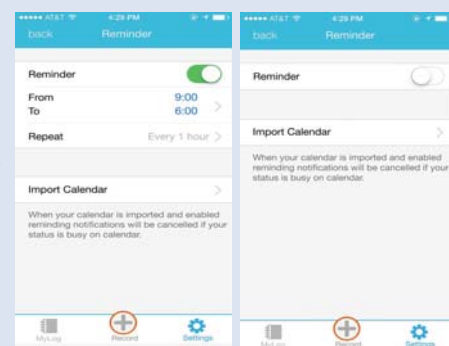 AT&T 4:29 PM
back Reminder
Reminder
From 9:00
To 6:00
Repeat Every 1 hour
Import Calendar
When your calendar is imported and enabled
reminding notifications will be cancelled if your
status is busy on calendar.
MyLog Record Settings
AT&T 4:29 PM
back Reminder
Reminder
Import Calendar
When your calendar is imported and enabled
reminding notifications will be cancelled if your
status is busy on calendar.
MyLog Record Settings